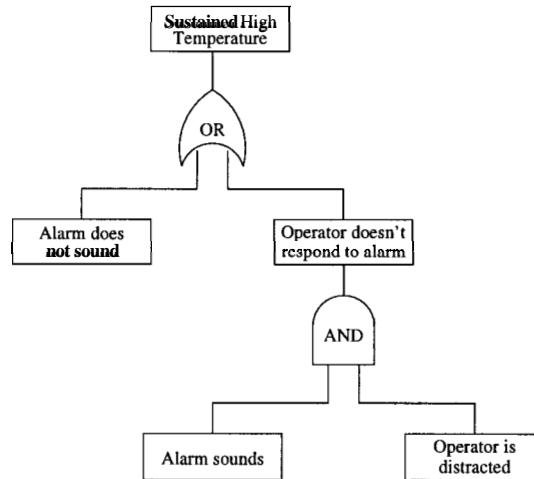 Sustained High
Temperature
OR
Alarm does
not sound
Operator doesn't
respond to alarm
AND
Alarm sounds
Operator is
distracted